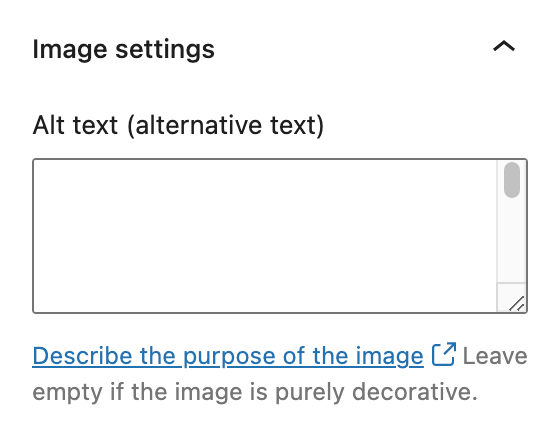 Image settings
Alt text (alternative text)
Describe the purpose of the image Leave
empty if the image is purely decorative.